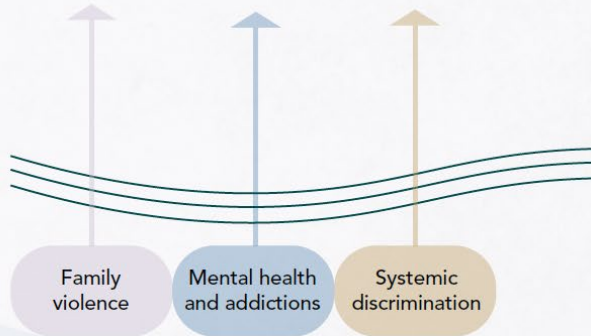 Family
violence
Mental health
and addictions
Systemic
discrimination